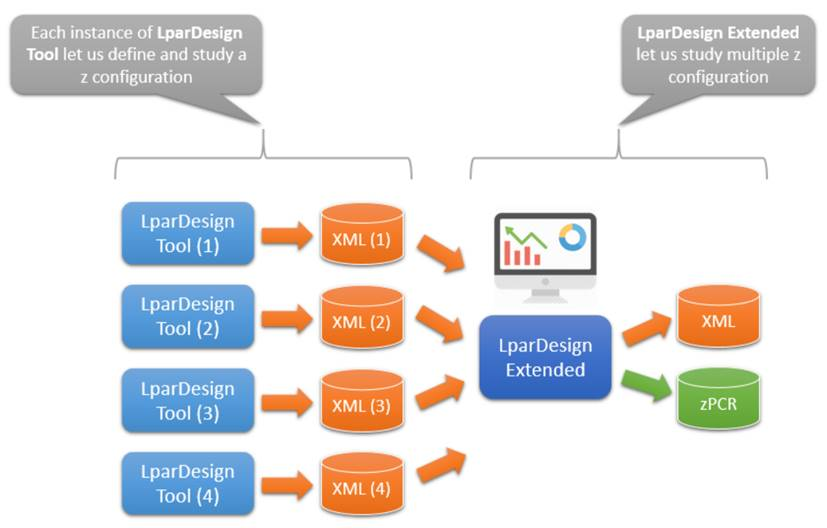 Each instance of LparDesign
Tool let us define and study a
z configuration
LparDesign Extended
let us study multiple z
configuration
LparDesign
Tool (1)
XML (1)
LparDesign
Tool (2)
XML (2)
LparDesign
Tool (3)
XML (3)
LparDesign
Tool (4)
XML (4)
LparDesign
Extended
XML
zPCR